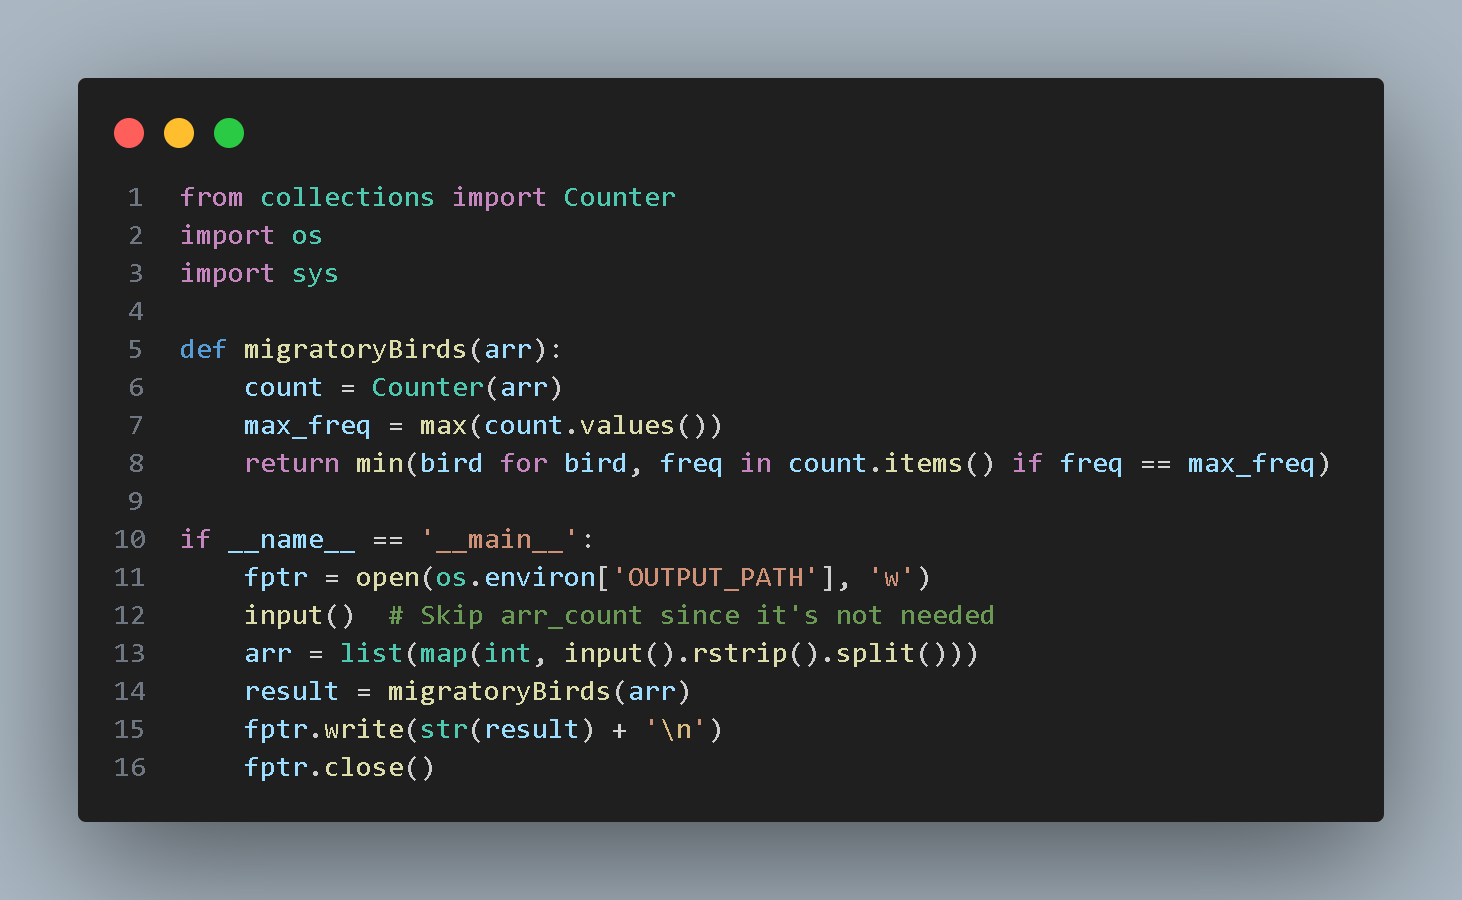 1 from collections import Counter
2 import os
3 import sys
4
5 def migratoryBirds(arr):
6     count = Counter(arr)
7     max_freq = max(count.values())
8     return min(bird for bird, freq in count.items() if freq == max_freq)
9
10 if __name__ == '__main__':
11     fptr = open(os.environ['OUTPUT_PATH'], 'w')
12     input()  # Skip arr_count since it's not needed
13     arr = list(map(int, input().rstrip().split()))
14     result = migratoryBirds(arr)
15     fptr.write(str(result) + '\n')
16     fptr.close()